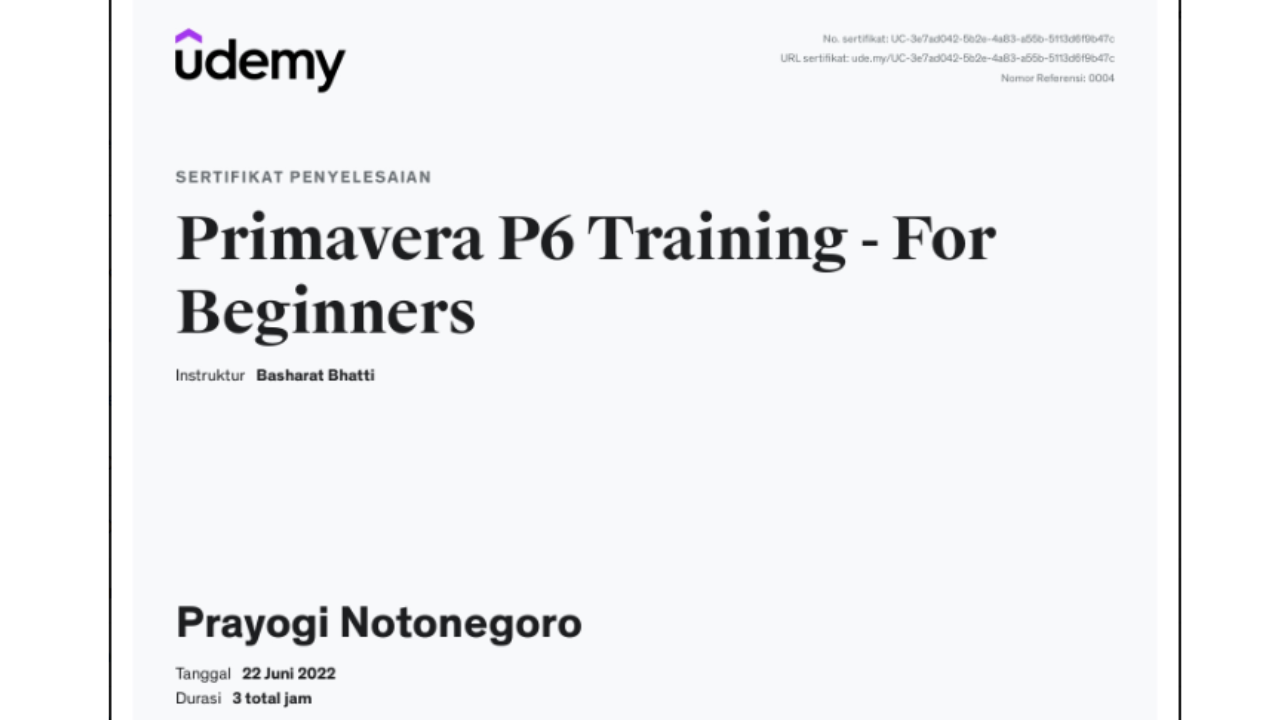 udemy
No. sertifikat: UC-3e7ad042-5b2e-4a83-a55b-5113d6f9b47c
URL sertifikat: ude.my/UC-3e7ad042-5b2e-4a83-a55b-5113d6f9b47c
Nomor Referensi: 0004
SERTIFIKAT PENYELESAIAN
Primavera P6 Training - For
Beginners
Instruktur Basharat Bhatti
Prayogi Notonegoro
Tanggal 22 Juni 2022
Durasi 3 total jam